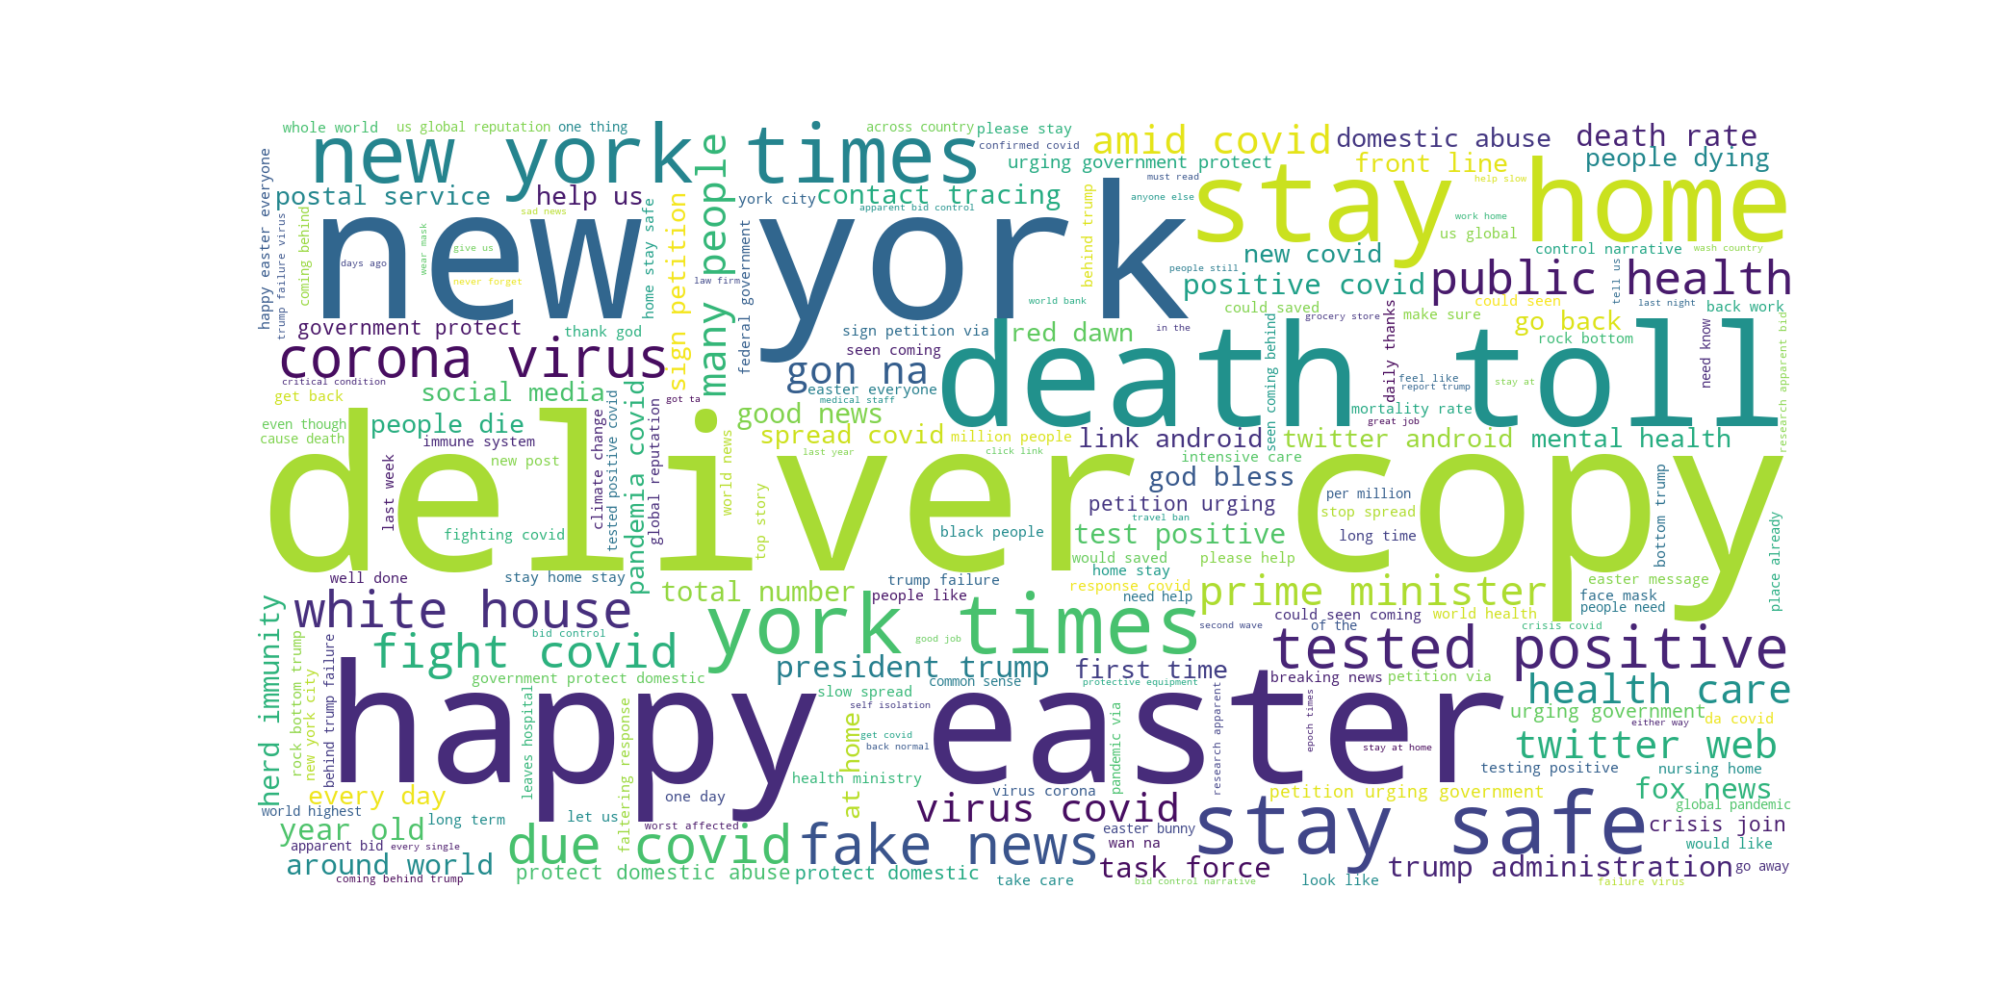 whole world
us global reputation
one thing
across country
please stay
confirmed covid
new york times
many people
amid covid
domestic abuse
death rate
urging government protect
front line
people dying
happy easter everyone
postal service
help us
sad news
home stay safe
sign petition
york city
contact tracing
apparent bid control
must read
anyone else
stay home
help slow
work home
us global
trump failure virus
coming behind
new york
days ago
wear mask
give us
never forget
law firm
federal government
behind trump
people still
new covid
positive covid
control narrative
wash country
public health
tell us
last night
back work
world bank
could saved
could seen
government protect
thank god
sign petition via
in the
red dawn
grocery store
daily thanks
make sure
go back
rock bottom
need know
research apparent bid
corona virus
seen coming
gon na
easter everyone
death toll
seen coming behind
feel like
report trump
stay at
critical condition
get back
social media
got ta
medical staff
good news
mortality rate
great job
even though
cause death
people die
immune system
climate change
tested positive covid
pandemia covid
global reputation
world news
spread covid
last year
million people
click link
link android
twitter android
mental health
intensive care
new post
last week
deliver copy
god bless
per million
stop spread
bottom trump
petition urging
travel ban
top story
fighting covid
black people
test positive
long time
place already
well done
stay home stay
would saved
please help
home stay
total number
trump failure
people like
response covid
need help
prime minister
easter message
face mask
people need
herd immunity
white house
could seen coming
world health
of the
crisis covid
second wave
york times
good job
bid control
fight covid
tested positive
rock bottom trump
new york city
behind trump failure
government protect domestic
president trump
common sense
first time
protective equipment
breaking news
petition via
health care
slow spread
self isolation
happy easter
leaves hospital
faltering response
at home
get covid
back normal
pandemic via
research apparent
epoch times
stay at home
urging government
da covid
either way
twitter web
testing positive
nursing home
health ministry
every day
one day
virus corona
petition urging government
fox news
world highest
long term
let us
worst affected
virus covid
global pandemic
year old
apparent bid
every single
due covid
fake news
easter bunny
wan na
stay safe
crisis join
would like
around world
coming behind trump
protect domestic abuse
protect domestic
take care
task force
bid control narrative
look like
trump administration
go away
failure virus